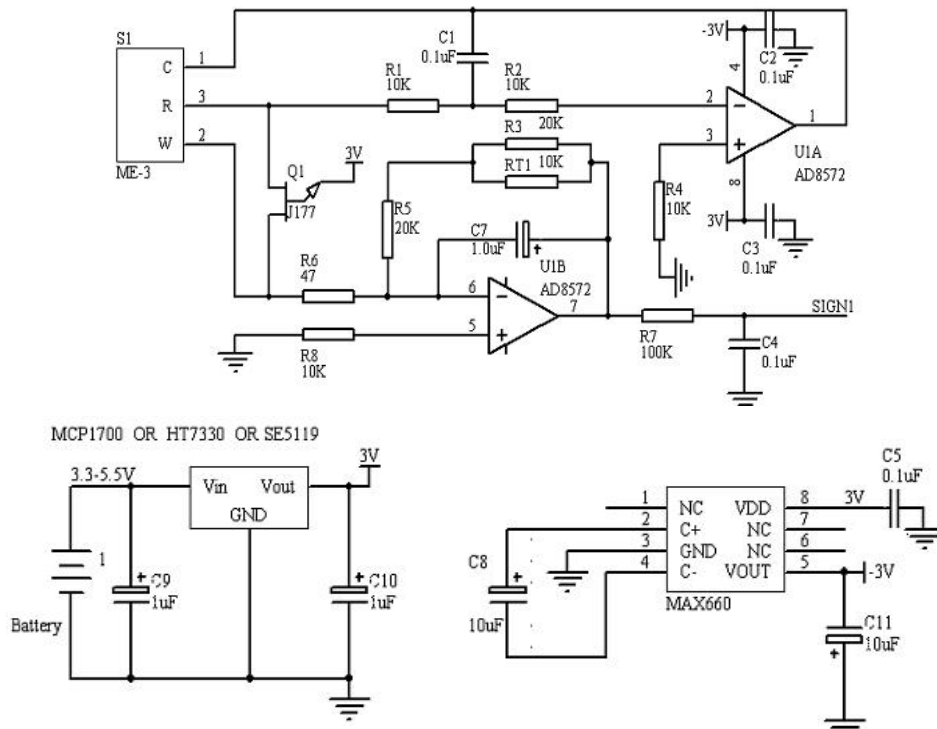 S1
C 1
R 3
W 2
ME-3
C1
0.1uF
R1
10K
R2
10K
20K
R3
10K
RT1
Q1
3V
J177
R5
20K
C7
1.0uF
+
R6
47
R8
10K
6
5
7
U1B
AD8572
R7
100K
C4
0.1uF
SIGN1
-3V
4
C2
0.1uF
2
3
1
U1A
AD8572
R4
10K
8
3V
C3
0.1uF
MCP1700 OR HT7330 OR SE5119
3.3-5.5V
Vin Vout
GND
3V
1
Battery
+
C9
1uF
+
C10
1uF
1 NC VDD 8 3V
2 C+ NC 7
3 GND NC 6
4 C- VOUT 5 -3V
MAX660
C5
0.1uF
C8
+
10uF
C11
10uF
+